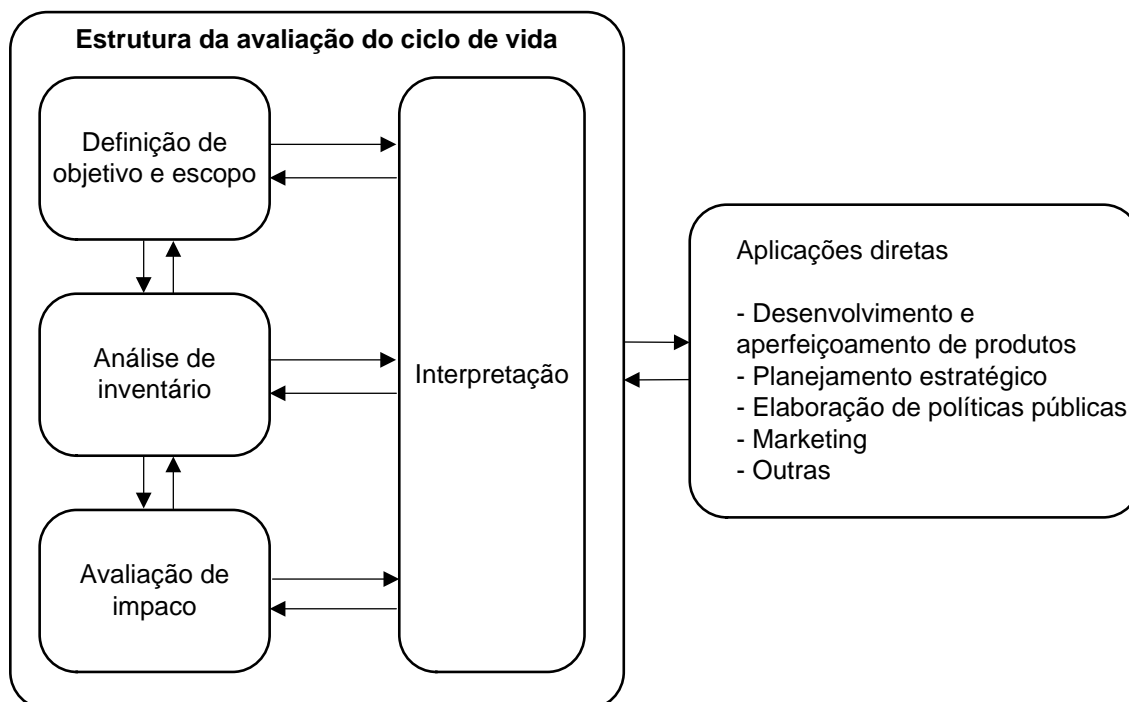 Estrutura da avaliação do ciclo de vida
Definição de
objetivo e escopo
Análise de
inventário
Avaliação de
impaco
Interpretação
Aplicações diretas
- Desenvolvimento e
aperfeiçoamento de produtos
- Planejamento estratégico
- Elaboração de políticas públicas
- Marketing
- Outras